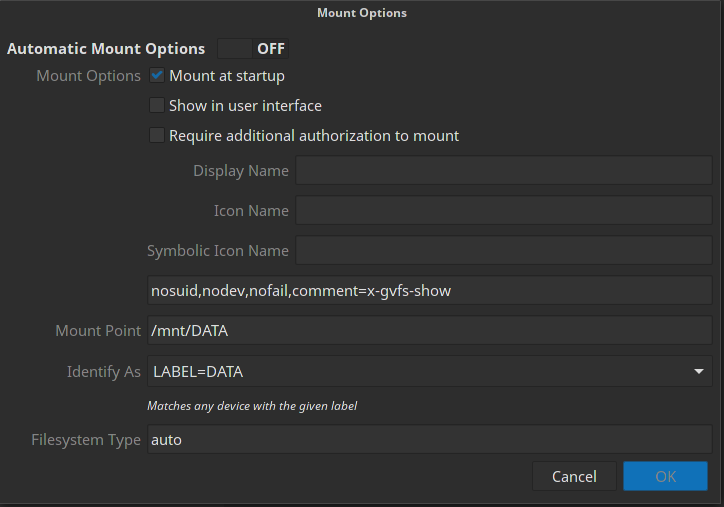 Mount Options
Automatic Mount Options OFF
Mount Options Mount at startup
Show in user interface
Require additional authorization to mount
Display Name
Icon Name
Symbolic Icon Name
nosuid,nodev,nofail,comment=x-gvfs-show
Mount Point /mnt/DATA
Identify As LABEL=DATA
Matches any device with the given label
Filesystem Type auto
Cancel OK